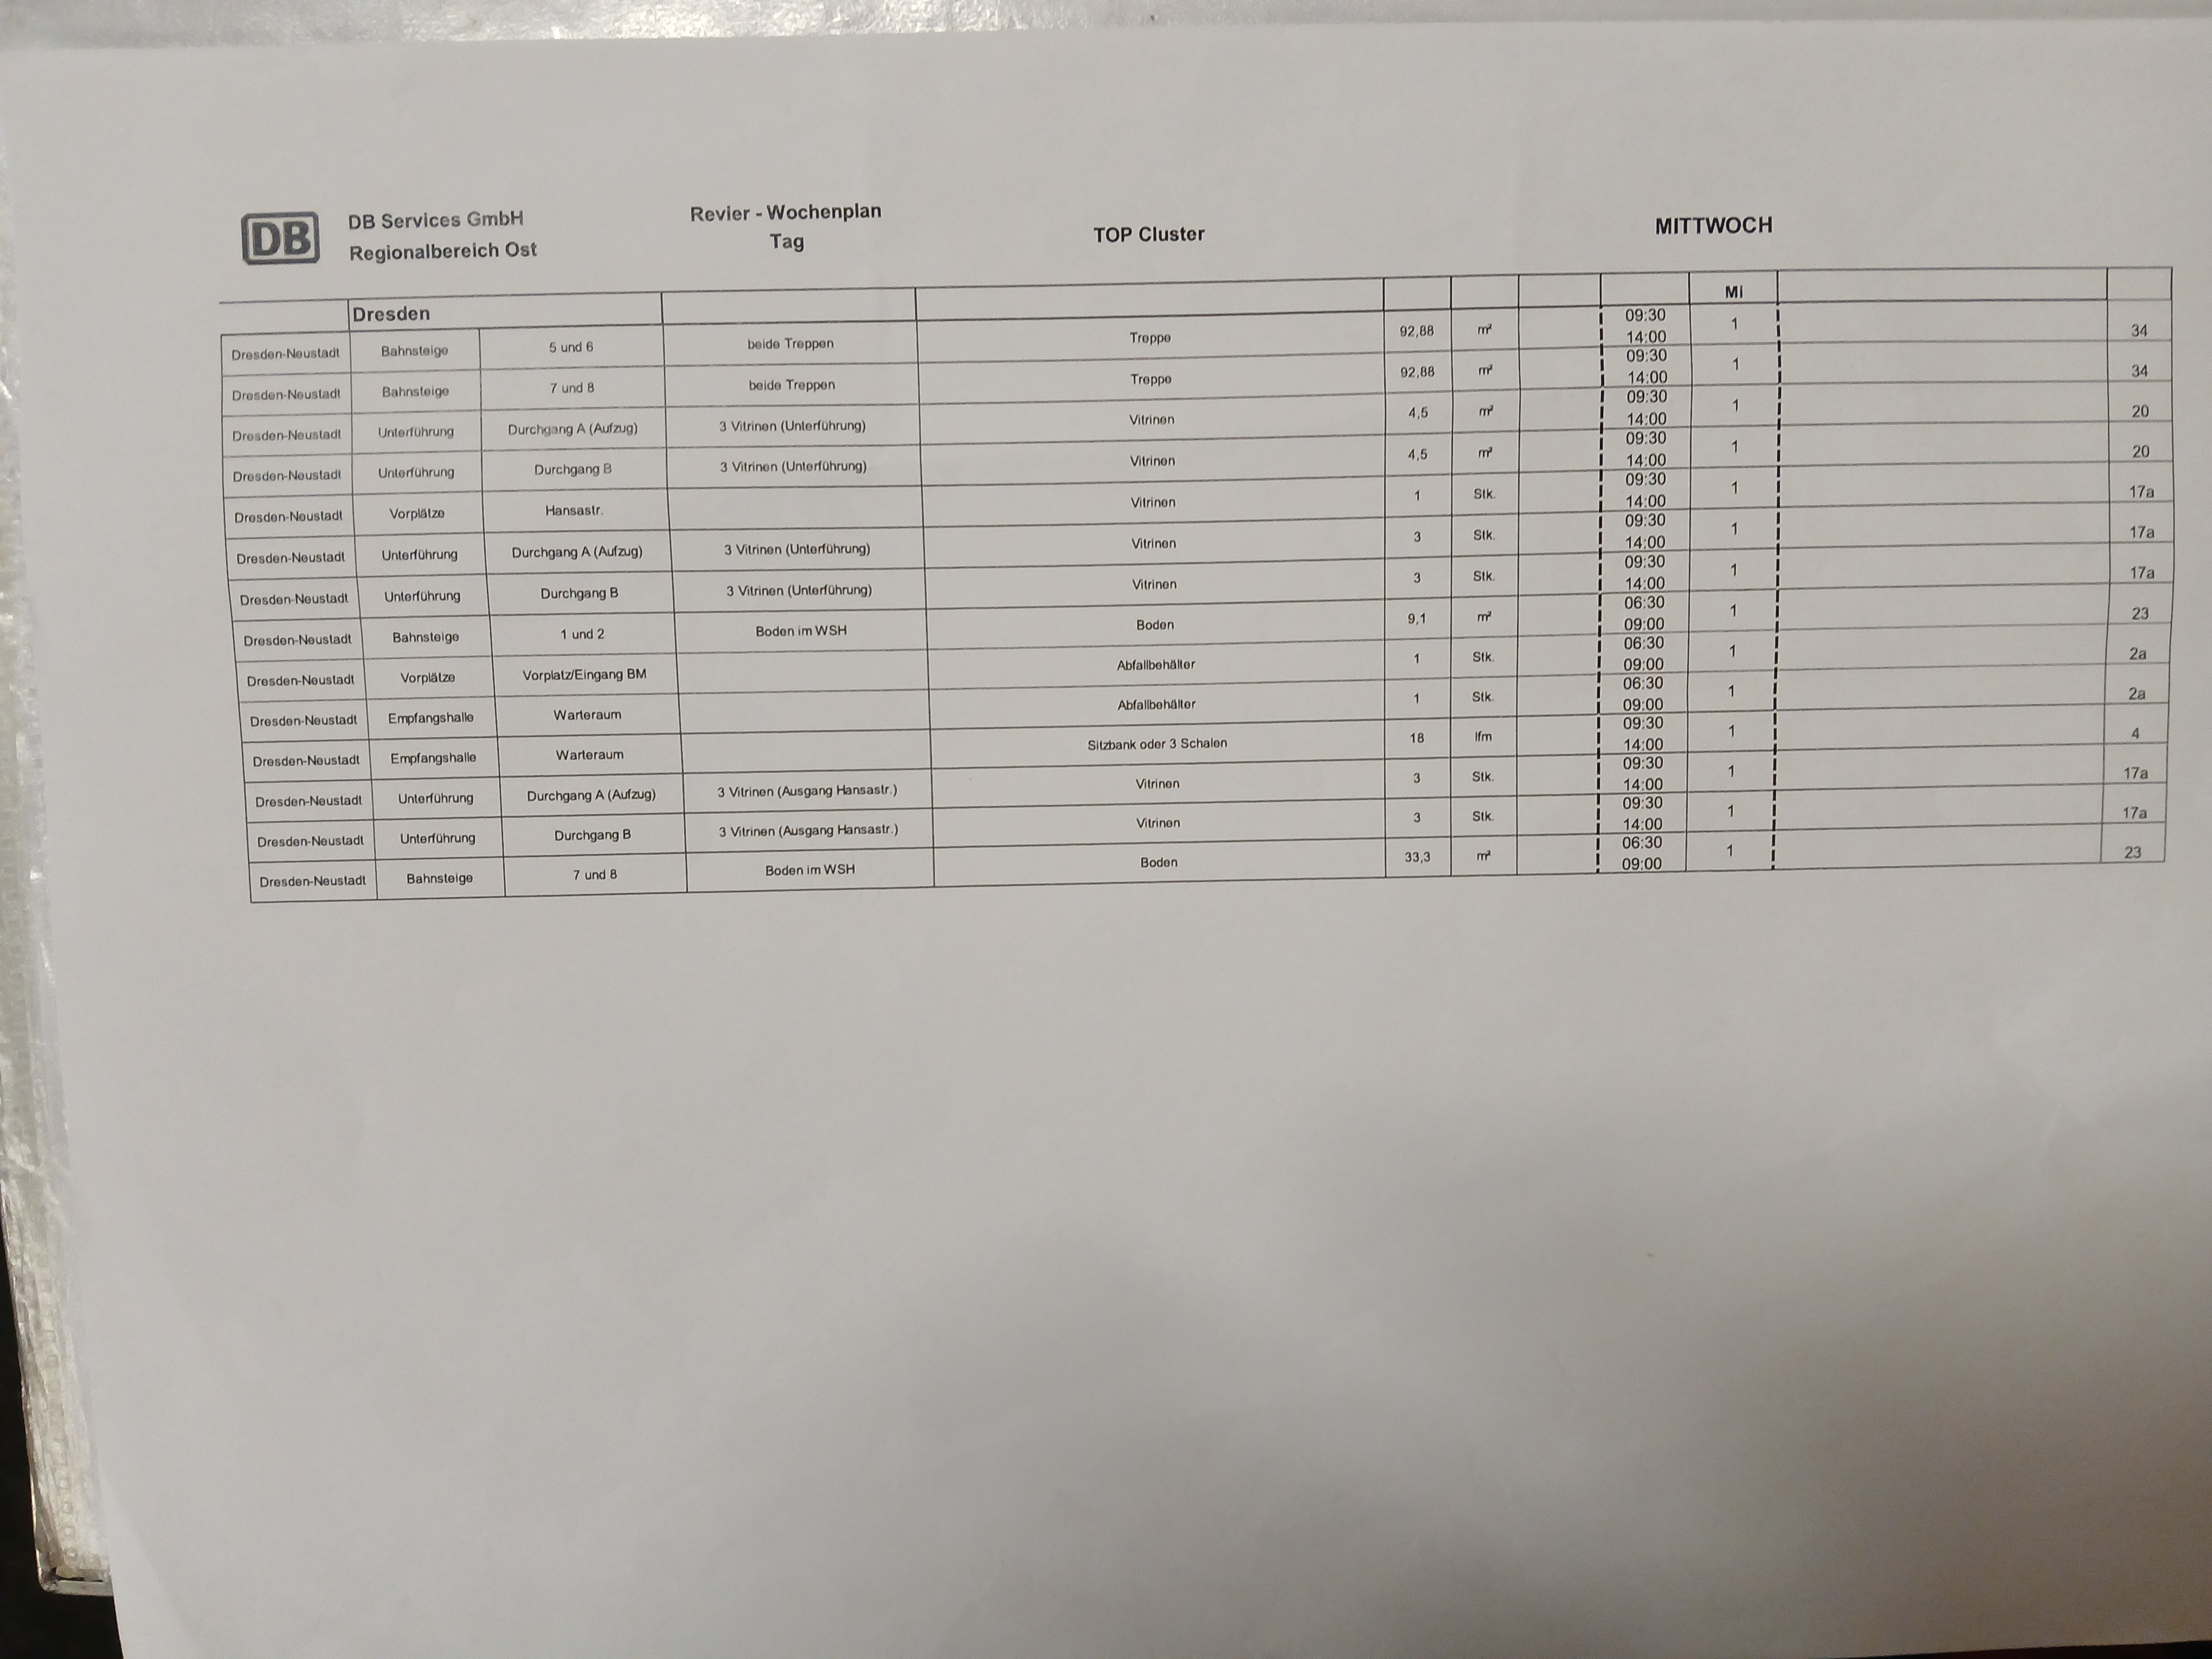 DB
DB Services GmbH
Regionalbereich Ost
Revier - Wochenplan
Tag
TOP Cluster
MITTWOCH
Dresden Mi
Dresden-Neustadt Bahnsteige 5 und 6 beide Treppen Treppe 92,88 m² 09:30 14:00 1 34
Dresden-Neustadt Bahnsteige 7 und 8 beide Treppen Treppe 92,88 m² 09:30 14:00 1 34
Dresden-Neustadt Unterführung Durchgang A (Aufzug) 3 Vitrinen (Unterführung) Vitrinen 4,5 m² 09:30 14:00 1 20
Dresden-Neustadt Unterführung Durchgang B 3 Vitrinen (Unterführung) Vitrinen 4,5 m² 09:30 14:00 1 20
Dresden-Neustadt Vorplätze Hansastr. Vitrinen 1 Stk. 09:30 14:00 1 17a
Dresden-Neustadt Unterführung Durchgang A (Aufzug) 3 Vitrinen (Unterführung) Vitrinen 3 Stk. 09:30 14:00 1 17a
Dresden-Neustadt Unterführung Durchgang B 3 Vitrinen (Unterführung) Vitrinen 3 Stk. 09:30 14:00 1 17a
Dresden-Neustadt Bahnsteige 1 und 2 Boden im WSH Boden 9,1 m² 06:30 09:00 1 23
Dresden-Neustadt Vorplätze Vorplatz/Eingang BM Abfallbehälter 1 Stk. 06:30 09:00 1 2a
Dresden-Neustadt Empfangshalle Warteraum Abfallbehälter 1 Stk. 06:30 09:00 1 2a
Dresden-Neustadt Empfangshalle Warteraum Sitzbank oder 3 Schalen 18 lfm 09:30 14:00 1 4
Dresden-Neustadt Unterführung Durchgang A (Aufzug) 3 Vitrinen (Ausgang Hansastr.) Vitrinen 3 Stk. 09:30 14:00 1 17a
Dresden-Neustadt Unterführung Durchgang B 3 Vitrinen (Ausgang Hansastr.) Vitrinen 3 Stk. 09:30 14:00 1 17a
Dresden-Neustadt Bahnsteige 7 und 8 Boden im WSH Boden 33,3 m² 06:30 09:00 1 23